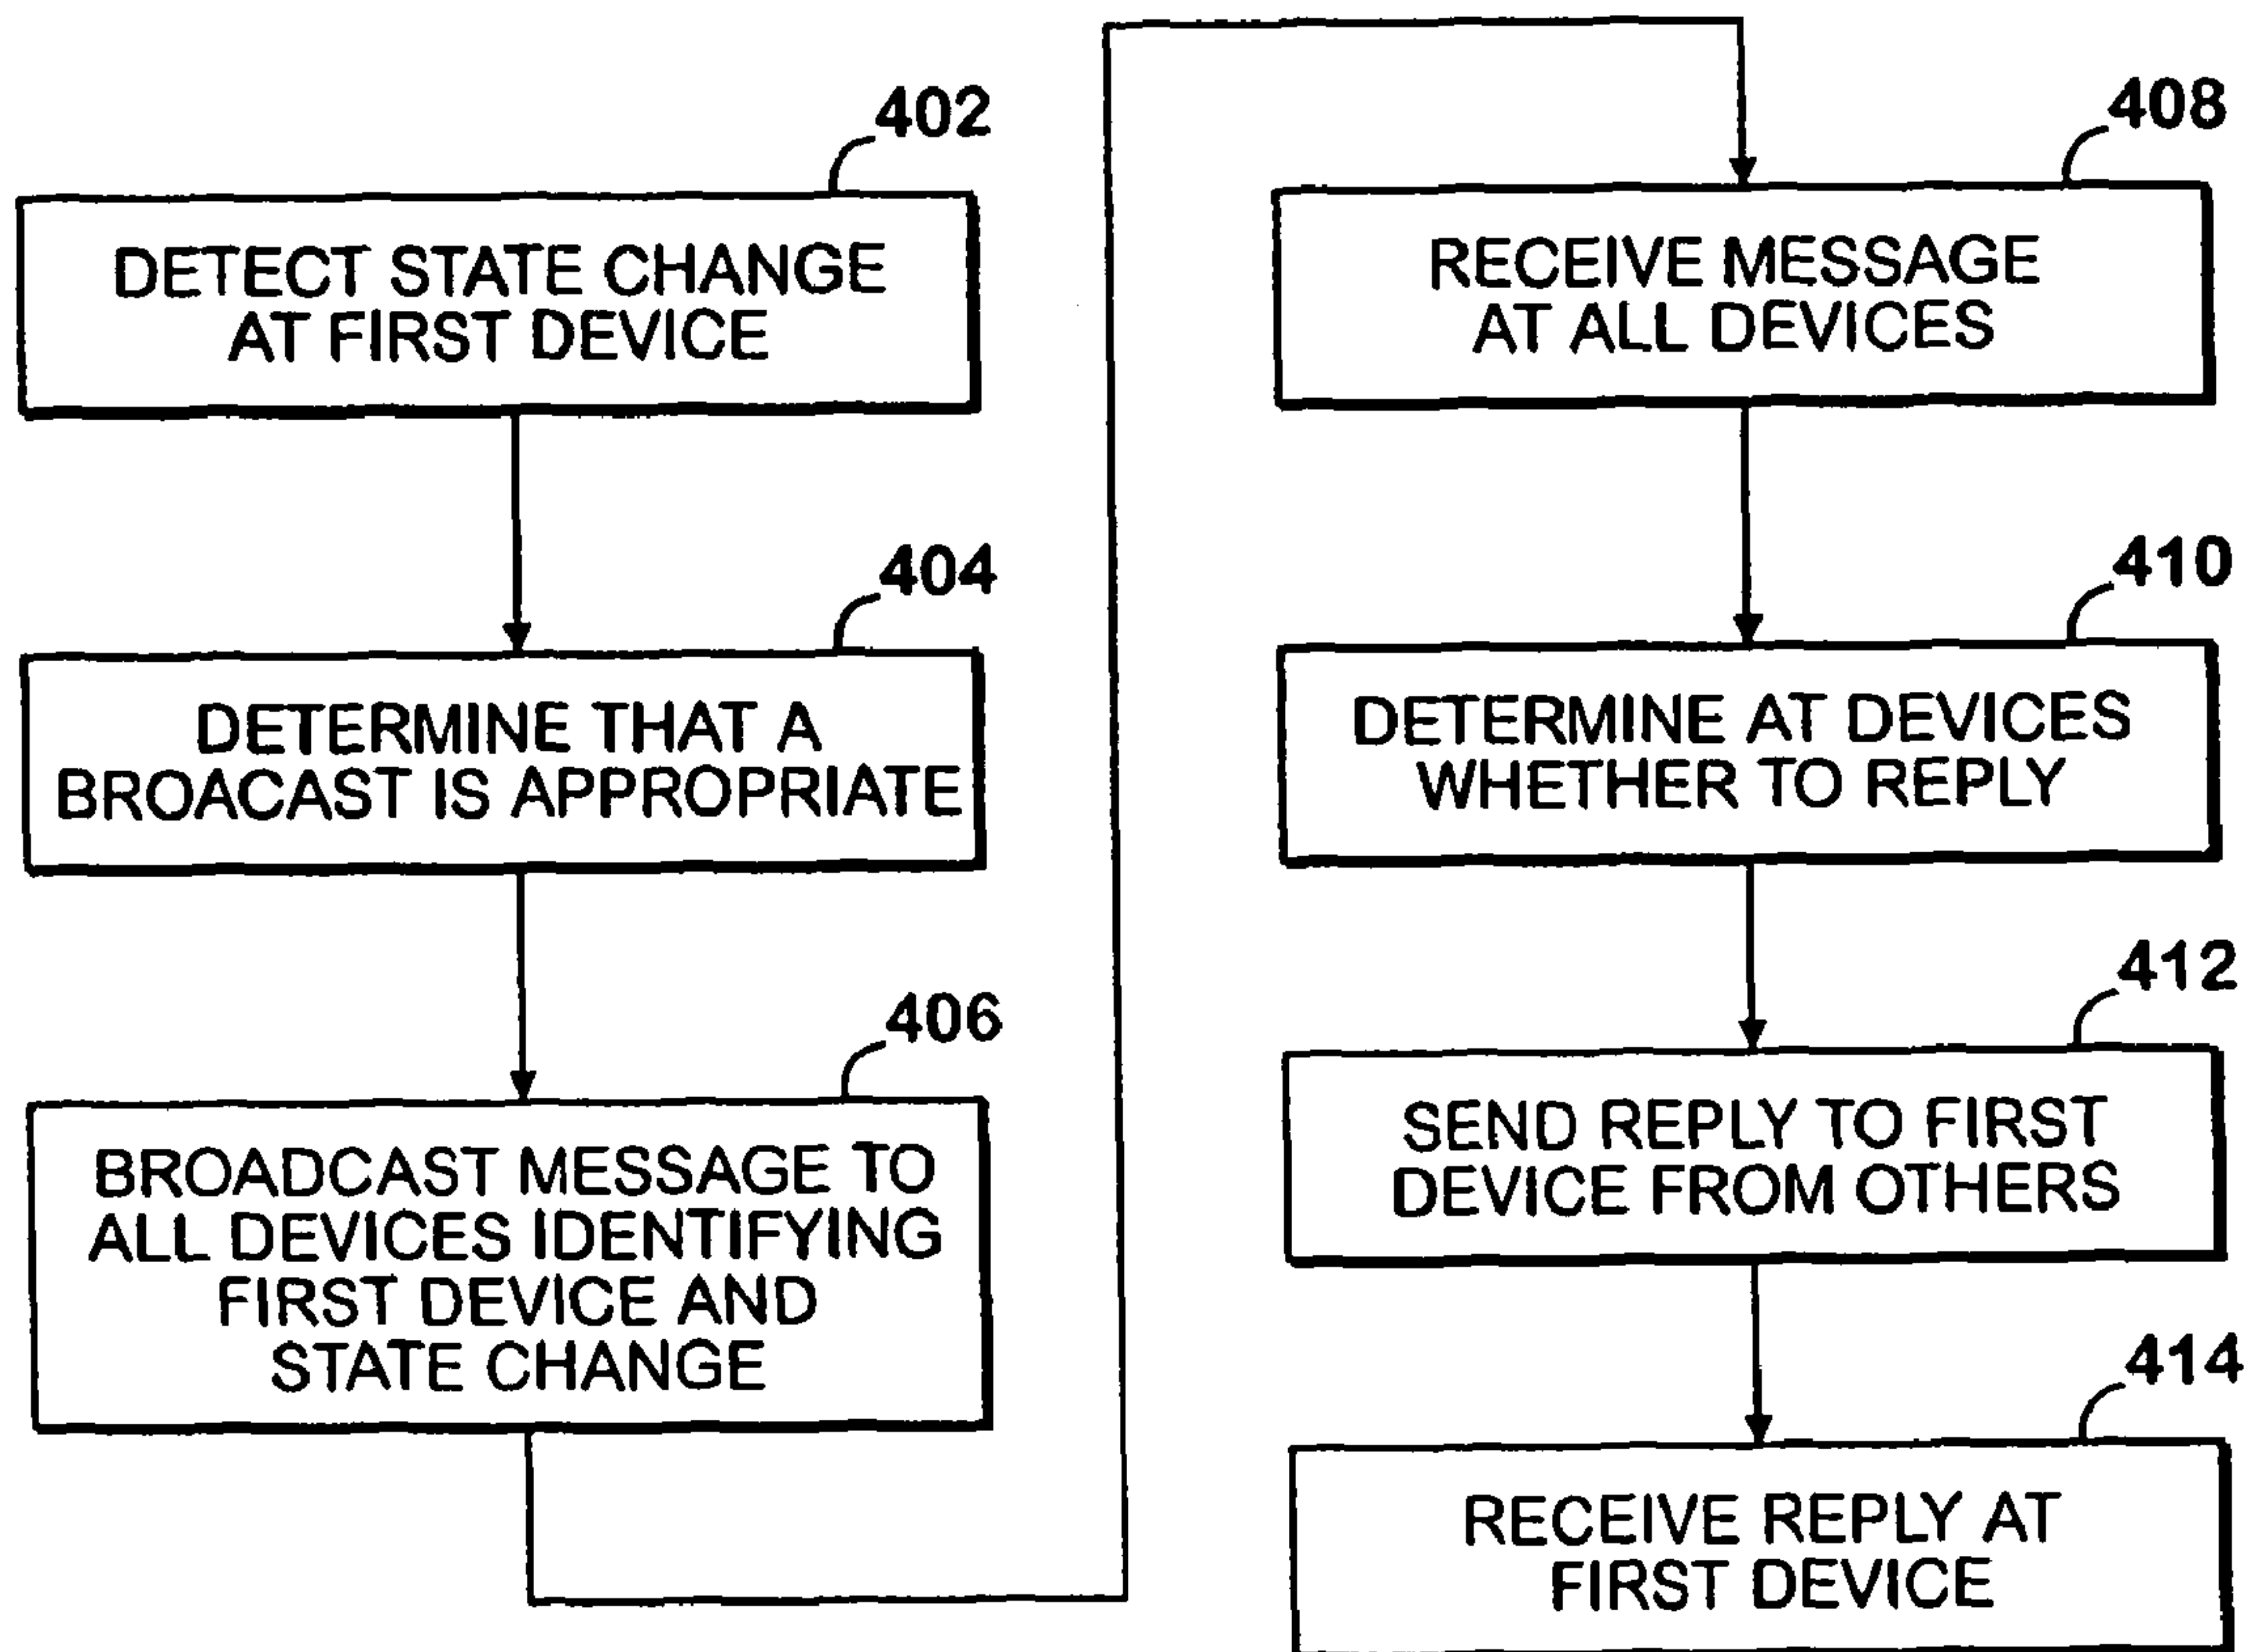 402
DETECT STATE CHANGE
AT FIRST DEVICE
404
DETERMINE THAT A
BROACAST IS APPROPRIATE
406
BROADCAST MESSAGE TO
ALL DEVICES IDENTIFYING
FIRST DEVICE AND
STATE CHANGE
408
RECEIVE MESSAGE
AT ALL DEVICES
410
DETERMINE AT DEVICES
WHETHER TO REPLY
412
SEND REPLY TO FIRST
DEVICE FROM OTHERS
414
RECEIVE REPLY AT
FIRST DEVICE